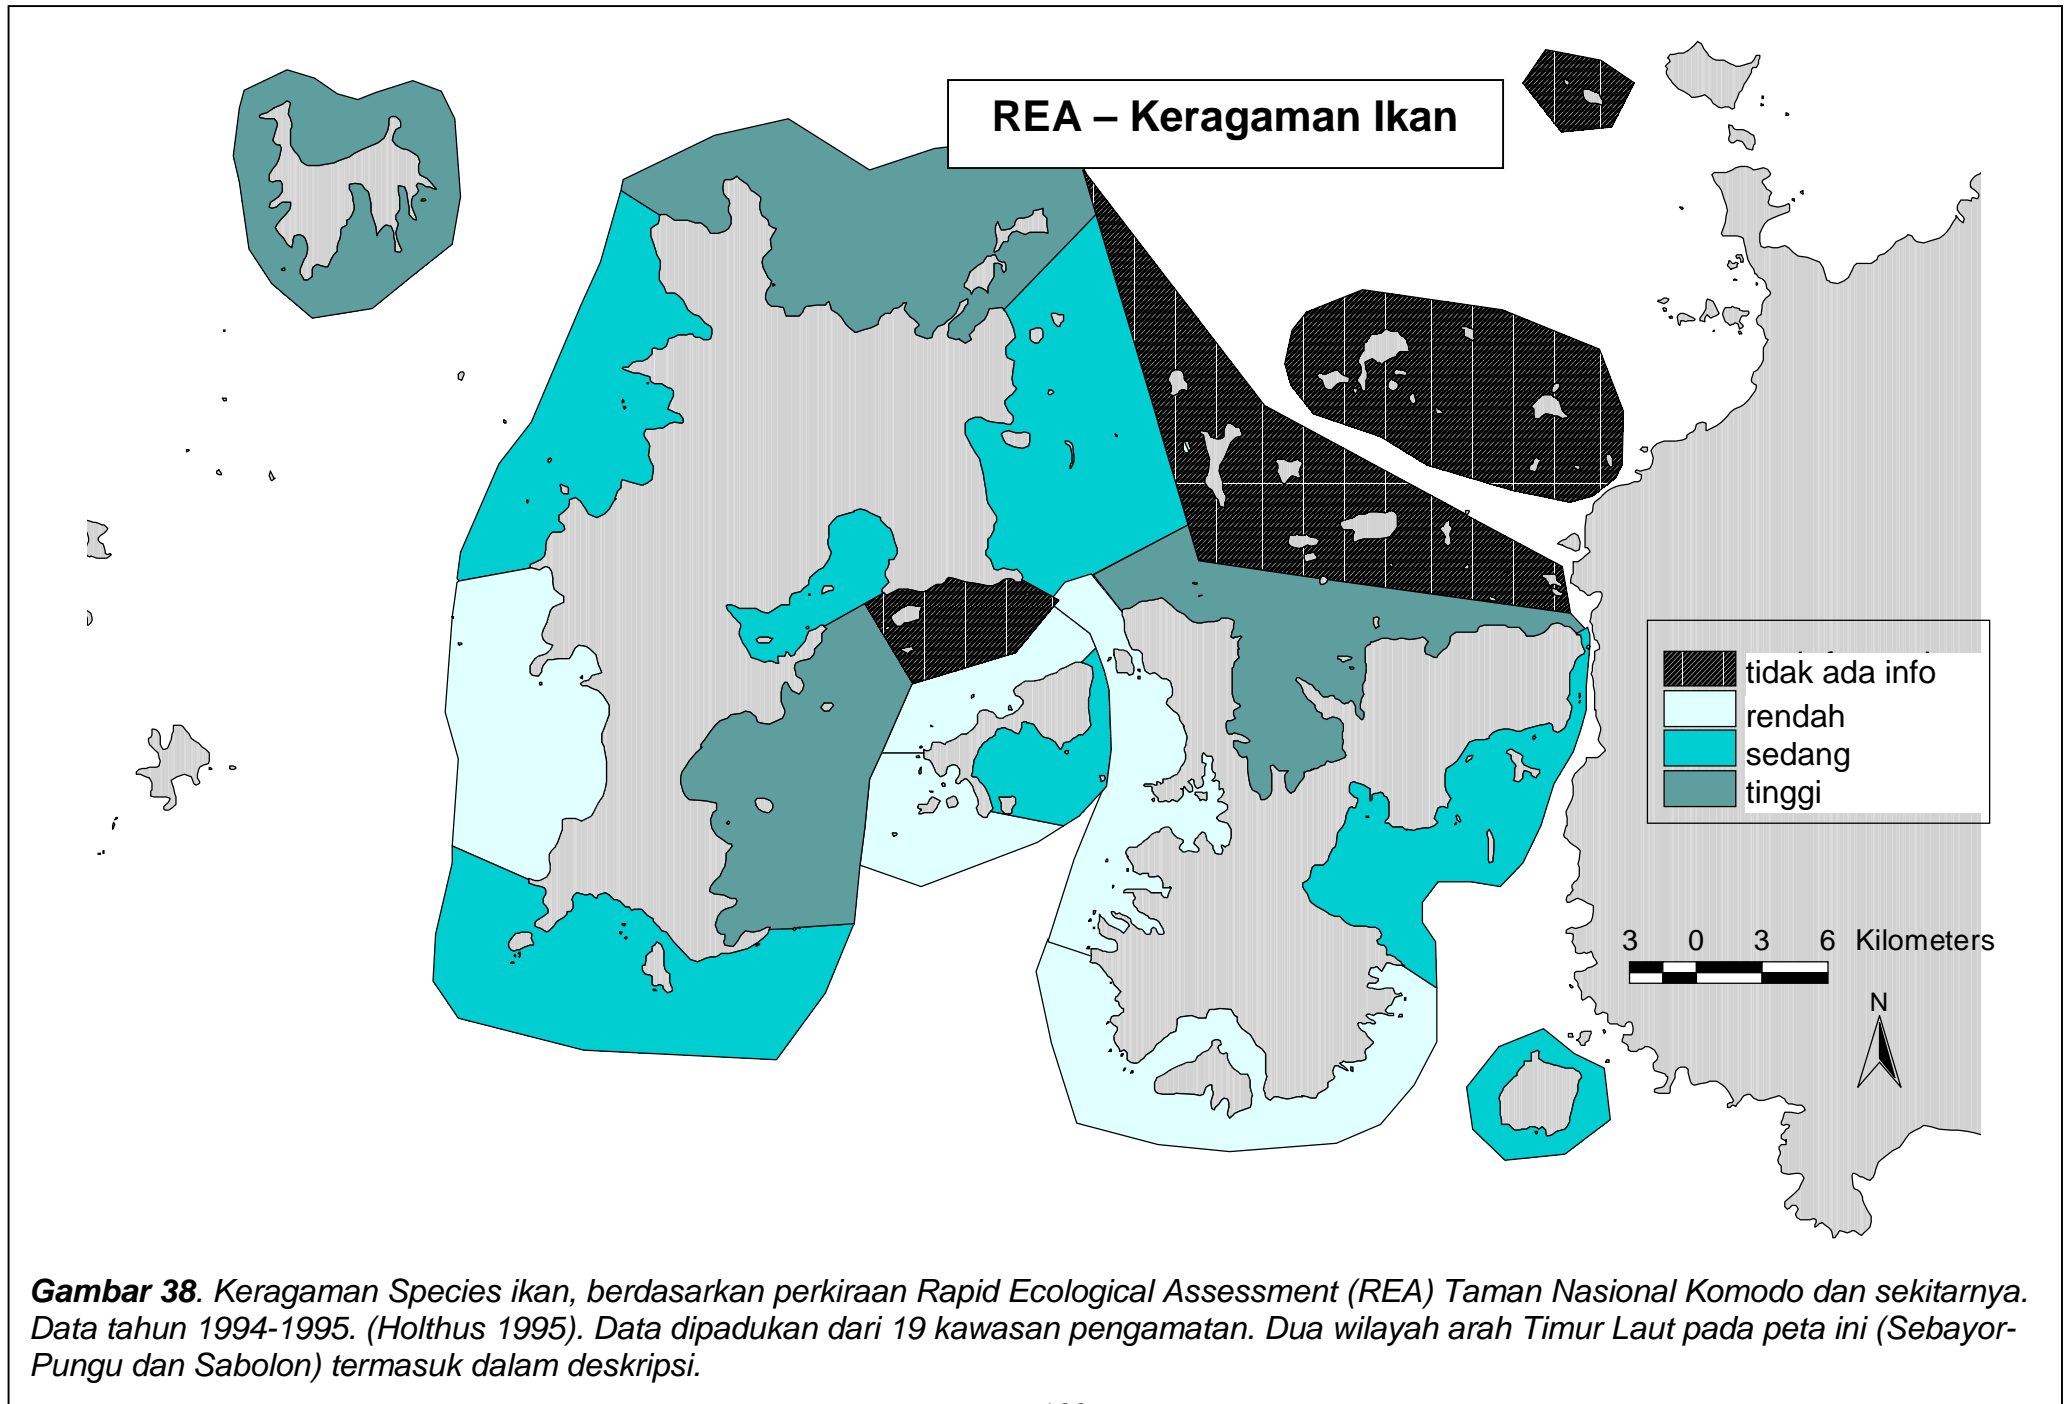 REA – Keragaman Ikan
tidak ada info
rendah
sedang
tinggi
3 0 3 6 Kilometers
N
Gambar 38. Keragaman Species ikan, berdasarkan perkiraan Rapid Ecological Assessment (REA) Taman Nasional Komodo dan sekitarnya.
Data tahun 1994-1995. (Holthus 1995). Data dipadukan dari 19 kawasan pengamatan. Dua wilayah arah Timur Laut pada peta ini (Sebayor-
Pungu dan Sabolon) termasuk dalam deskripsi.